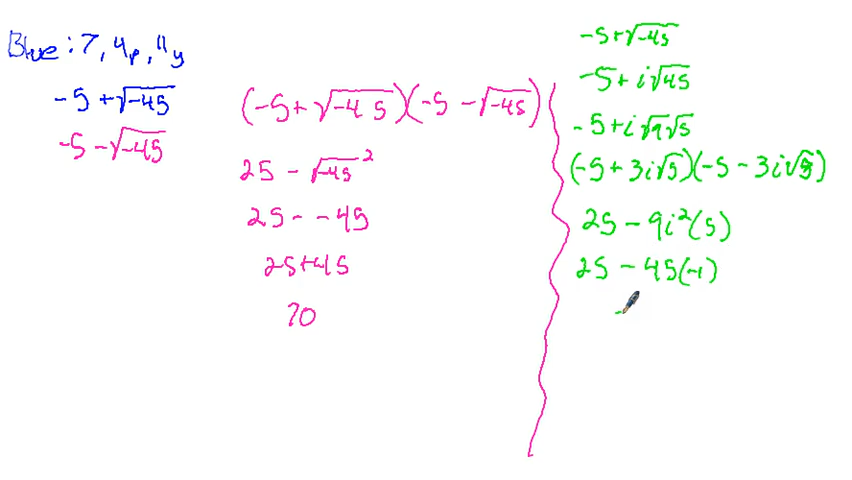 Blue: 7, 4p, 11y
-5 + √-45
-5 - √-45
(-5 + √-45)(-5 - √-45)
25 - √-45²
25 - -45
25+45
70
-5+√-45
-5 + i√45
-5 + i√9√5
(-5 + 3i√5)(-5 - 3i√5)
25 - 9i²(5)
25 - 45(-1)